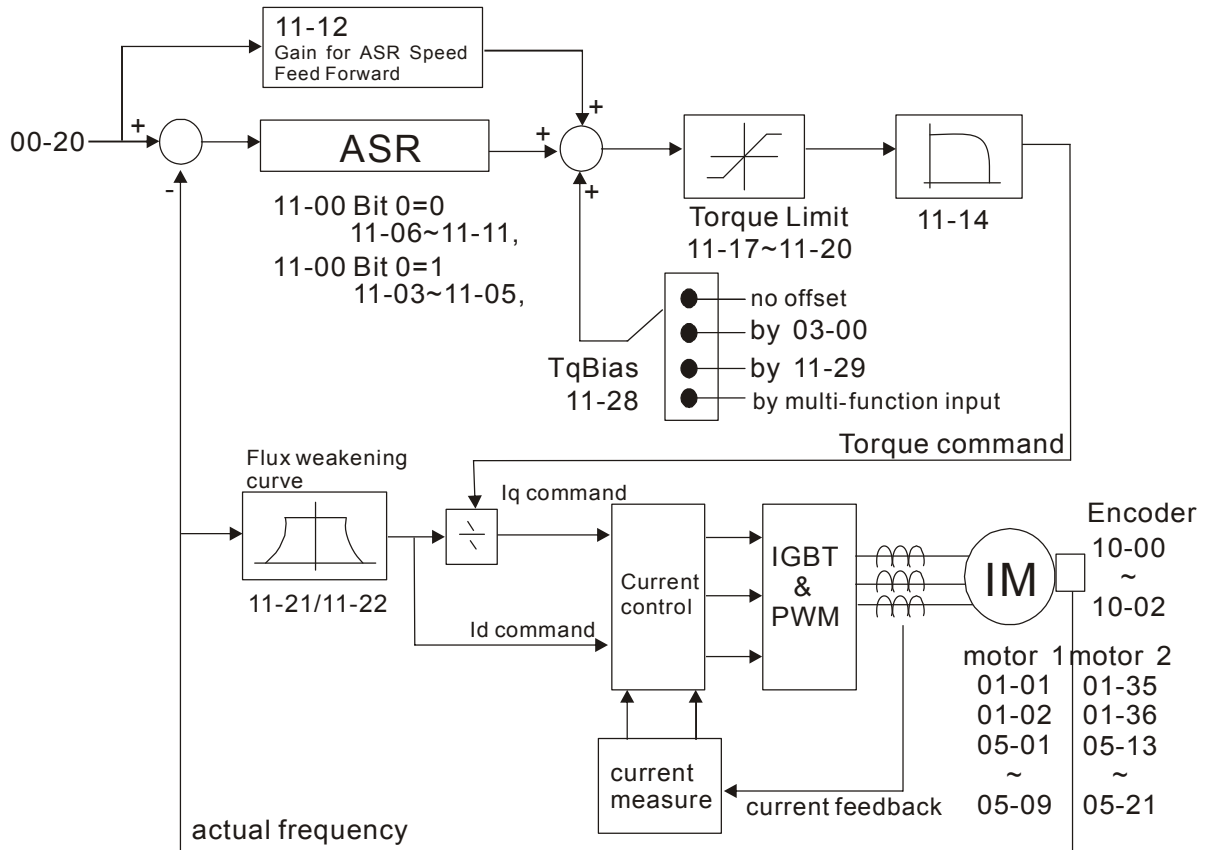 11-12
Gain for ASR Speed
Feed Forward
00-20
+
-
ASR
+
+
+
11-00 Bit 0=0
11-06~11-11,
11-00 Bit 0=1
11-03~11-05,
Torque Limit
11-17~11-20
11-14
TqBias
11-28
no offset
by 03-00
by 11-29
by multi-function input
Torque command
Flux weakening
curve
11-21/11-22
Iq command
Id command
Current
control
IGBT
&
PWM
IM
Encoder
10-00
~
10-02
motor 1 motor 2
01-01 01-35
01-02 01-36
05-01 05-13
~ ~
05-09 05-21
current
measure
current feedback
actual frequency